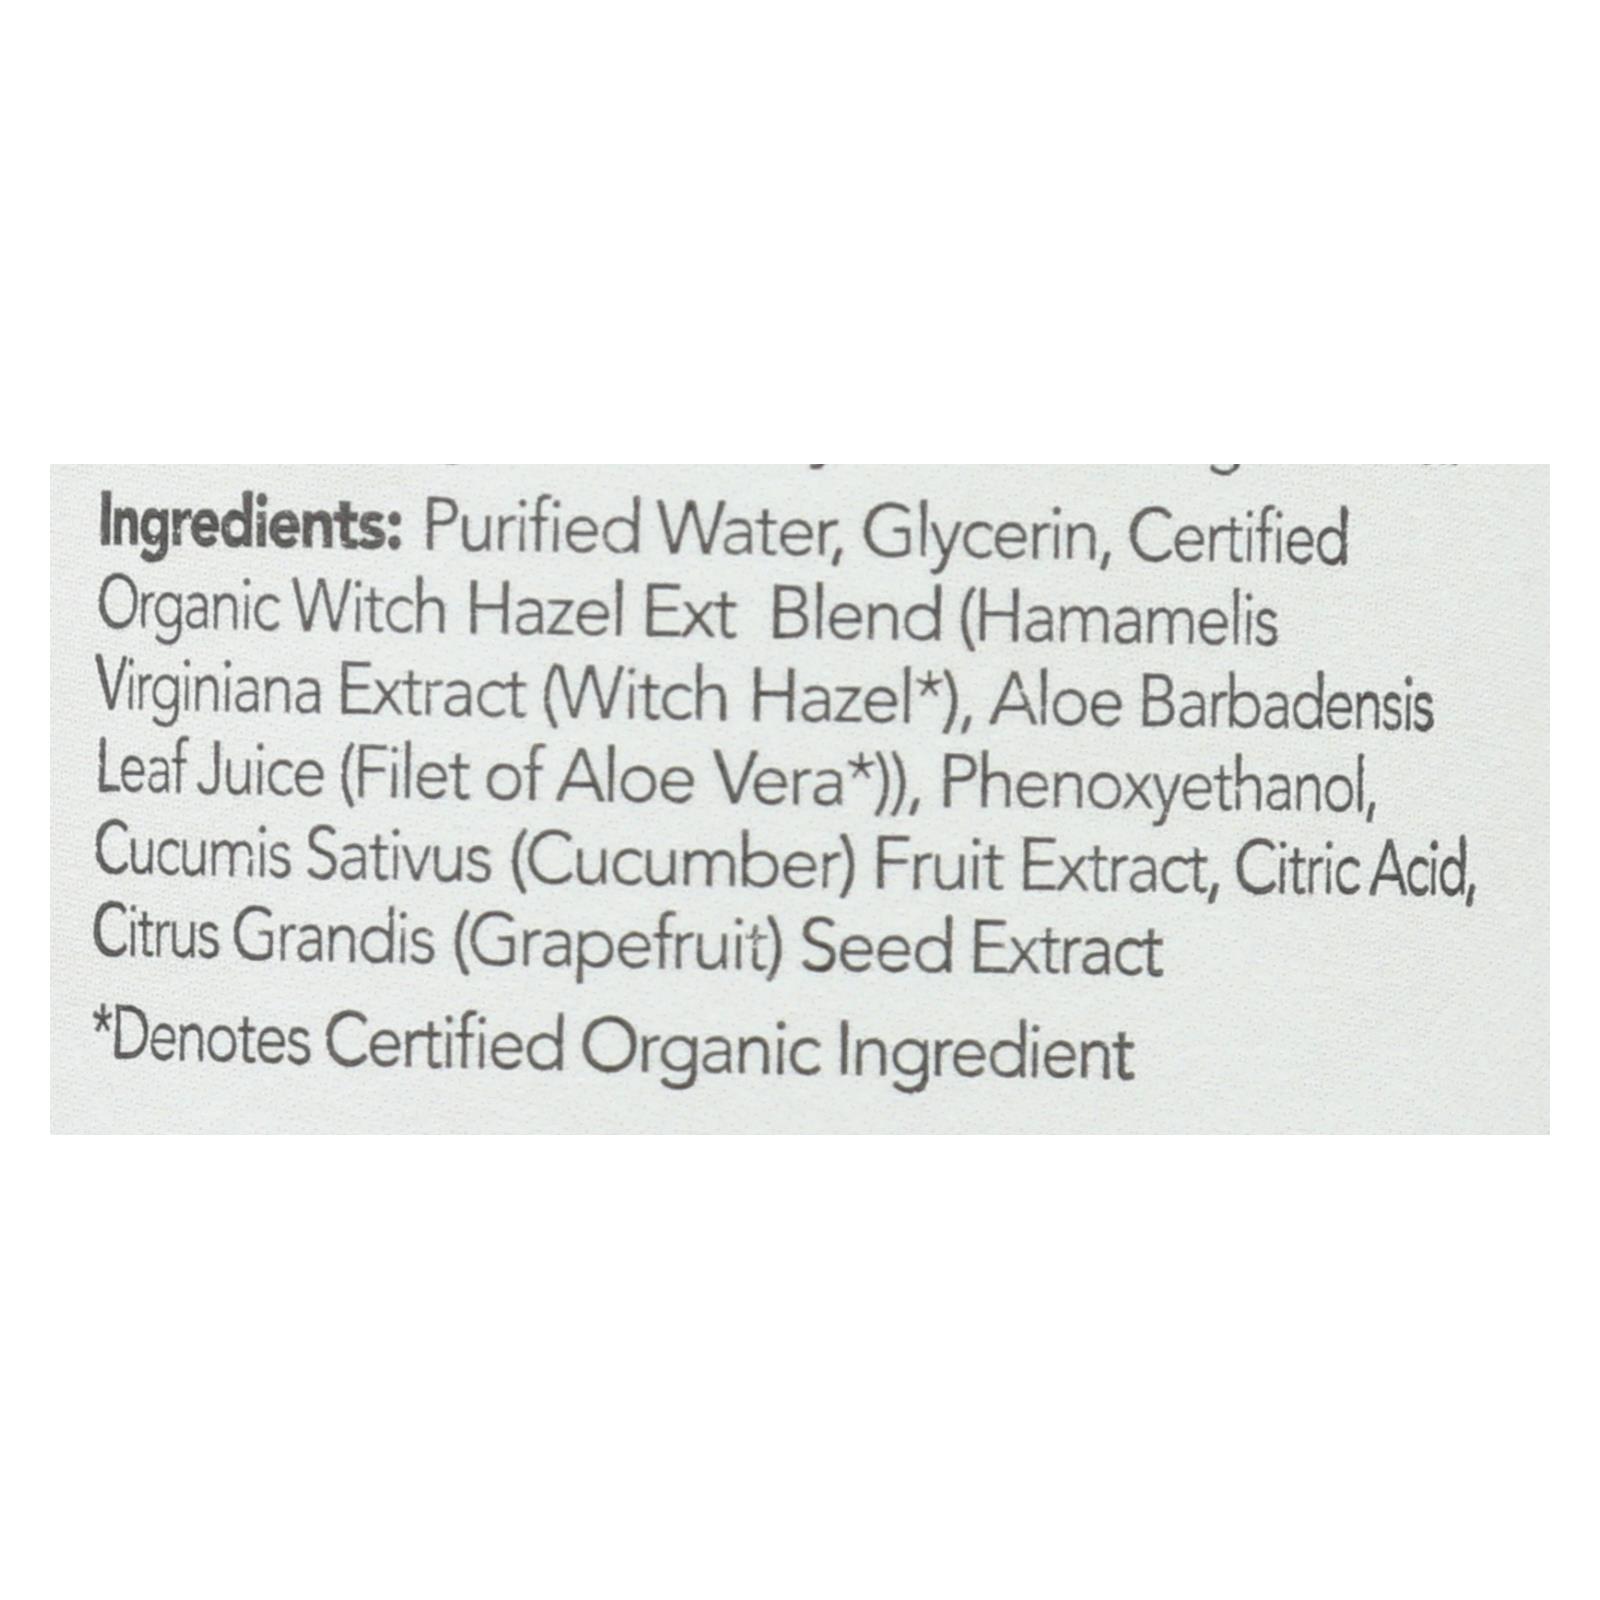 Ingredients: Purified Water, Glycerin, Certified
Organic Witch Hazel Ext Blend (Hamamelis
Virginiana Extract (Witch Hazel*), Aloe Barbadensis
Leaf Juice (Filet of Aloe Vera*)), Phenoxyethanol,
Cucumis Sativus (Cucumber) Fruit Extract, Citric Acid,
Citrus Grandis (Grapefruit) Seed Extract
*Denotes Certified Organic Ingredient